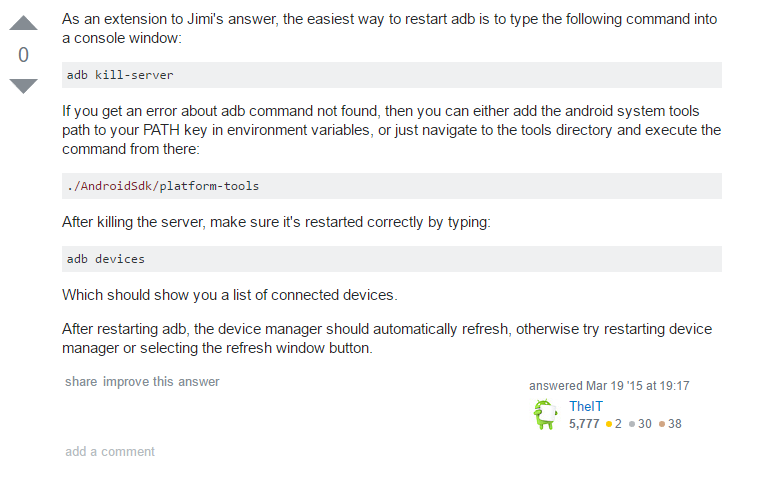 As an extension to Jimi's answer, the easiest way to restart adb is to type the following command into
a console window:
0
adb kill-server
If you get an error about adb command not found, then you can either add the android system tools
path to your PATH key in environment variables, or just navigate to the tools directory and execute the
command from there:
./AndroidSdk/platform-tools
After killing the server, make sure it's restarted correctly by typing:
adb devices
Which should show you a list of connected devices.
After restarting adb, the device manager should automatically refresh, otherwise try restarting device
manager or selecting the refresh window button.
share improve this answer
answered Mar 19 '15 at 19:17
TheIT
5,777 ●2 ●30 ●38
add a comment